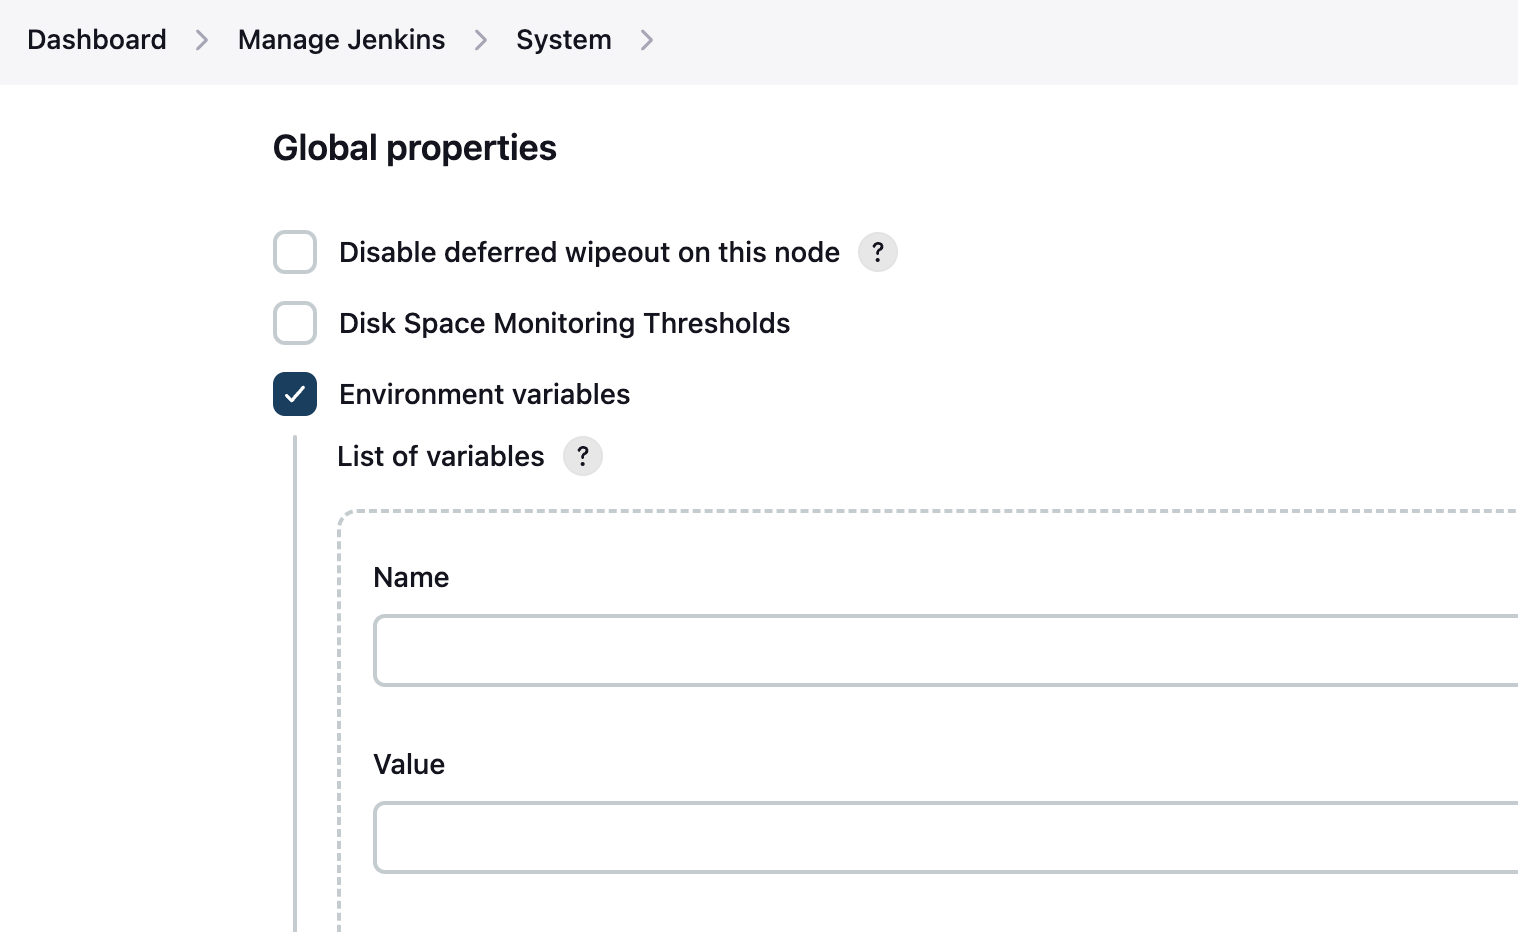 Dashboard > Manage Jenkins > System >
Global properties
Disable deferred wipeout on this node ?
Disk Space Monitoring Thresholds
Environment variables
List of variables ?
Name
Value